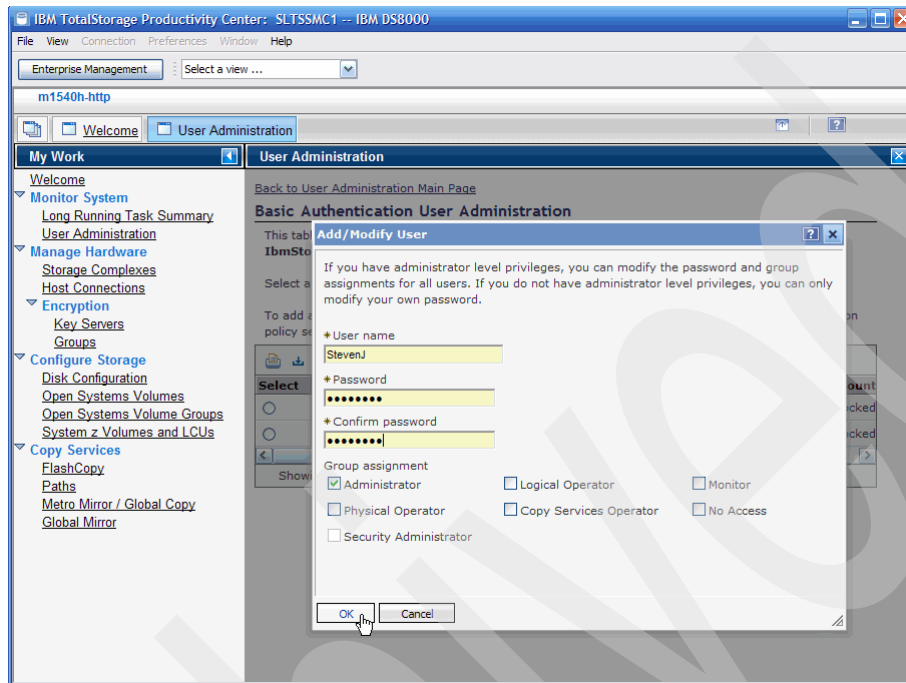 IBM TotalStorage Productivity Center: SLTSSMC1 -- IBM DS8000
File View Connection Preferences Window Help
Enterprise Management
Select a view ...
m1540h-http
Welcome
User Administration
My Work
User Administration
Welcome
Monitor System
Long Running Task Summary
User Administration
Manage Hardware
Storage Complexes
Host Connections
Encryption
Key Servers
Groups
Configure Storage
Disk Configuration
Open Systems Volumes
Open Systems Volume Groups
System z Volumes and LCUs
Copy Services
FlashCopy
Paths
Metro Mirror / Global Copy
Global Mirror
Back to User Administration Main Page
Basic Authentication User Administration
This tab
IbmSto
Select a
To add a
policy se
on
Select
ount
cked
cked
Showi
Add/Modify User
If you have administrator level privileges, you can modify the password and group
assignments for all users. If you do not have administrator level privileges, you can only
modify your own password.
*User name
StevenJ
*Password
••••••••
*Confirm password
••••••••
Group assignment
Administrator
Logical Operator
Monitor
Physical Operator
Copy Services Operator
No Access
Security Administrator
OK
Cancel